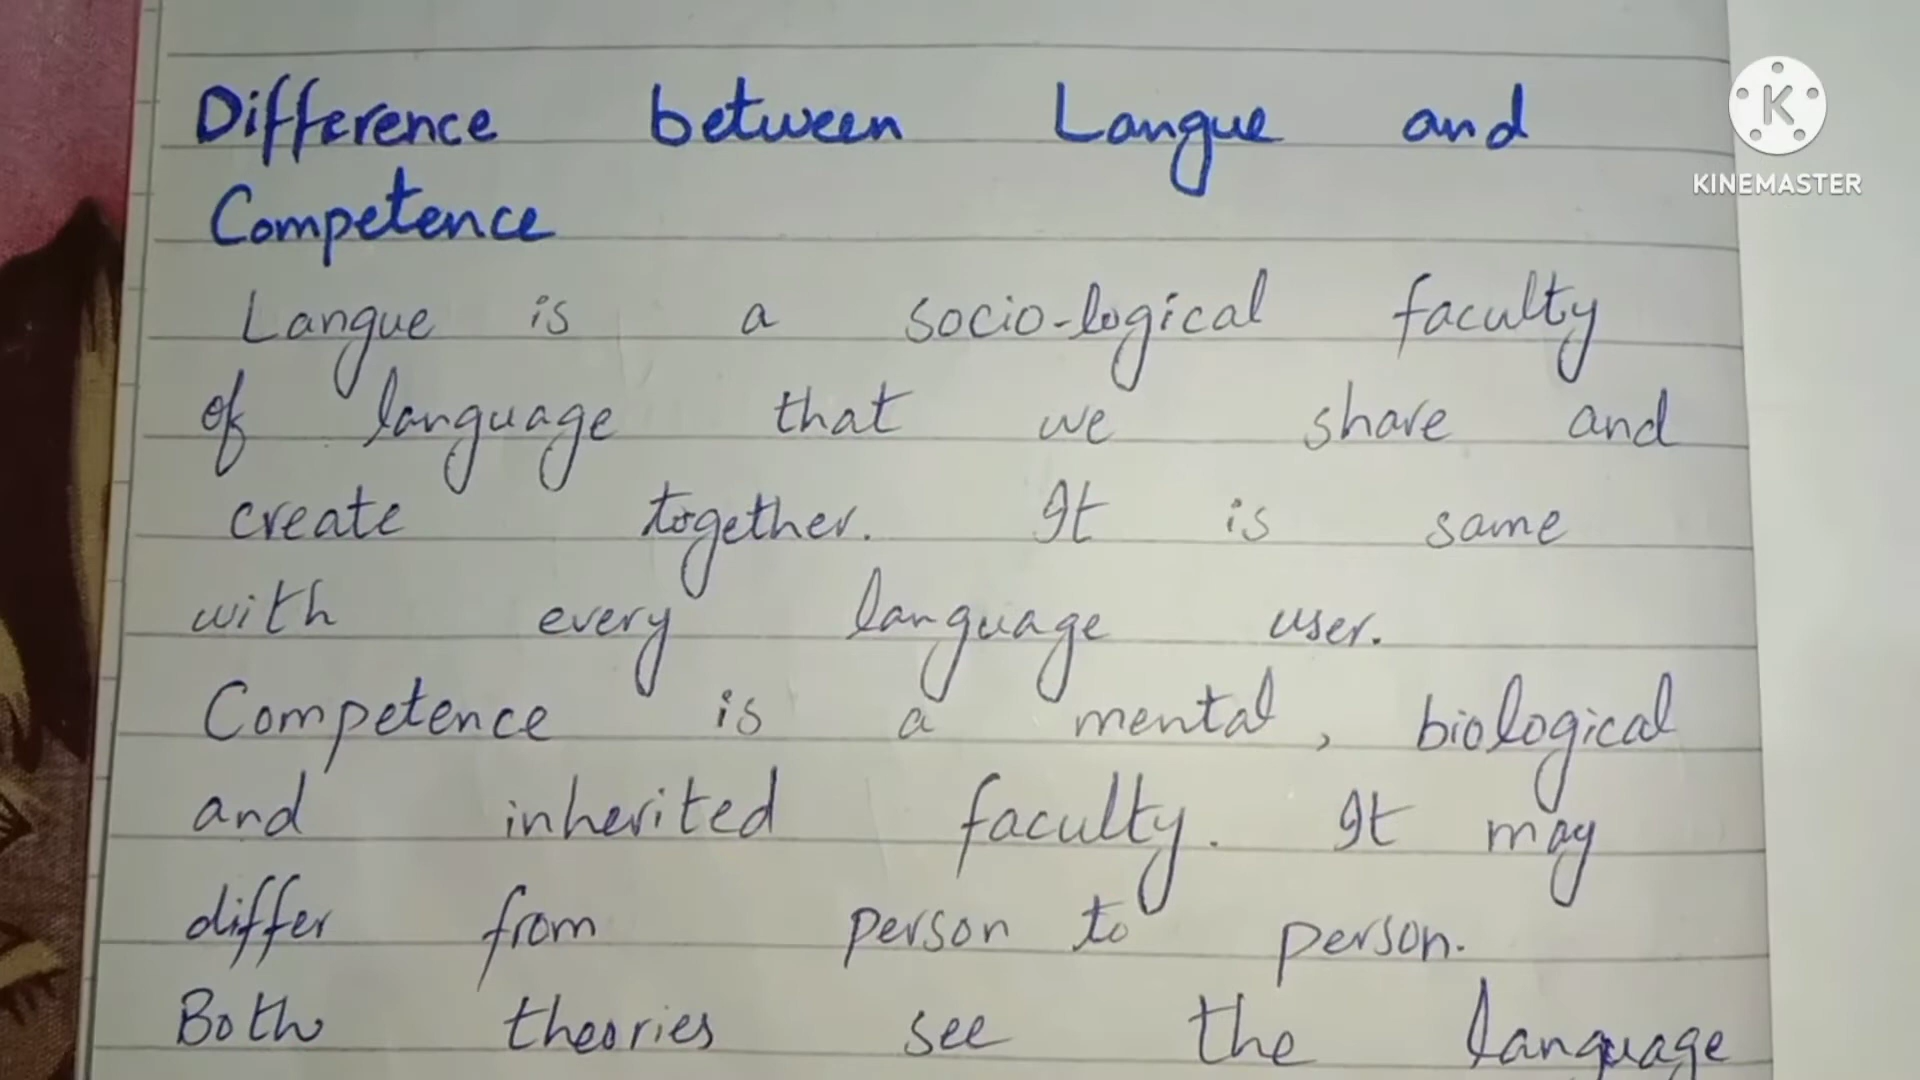 Difference between Langue and
Competence
Langue is a socio-logical faculty
of language that we share and
create together. It is same
with every language user.
Competence is a mental, biological
and inherited faculty. It may
differ from person to person.
Both theories see the language
K
KINEMASTER